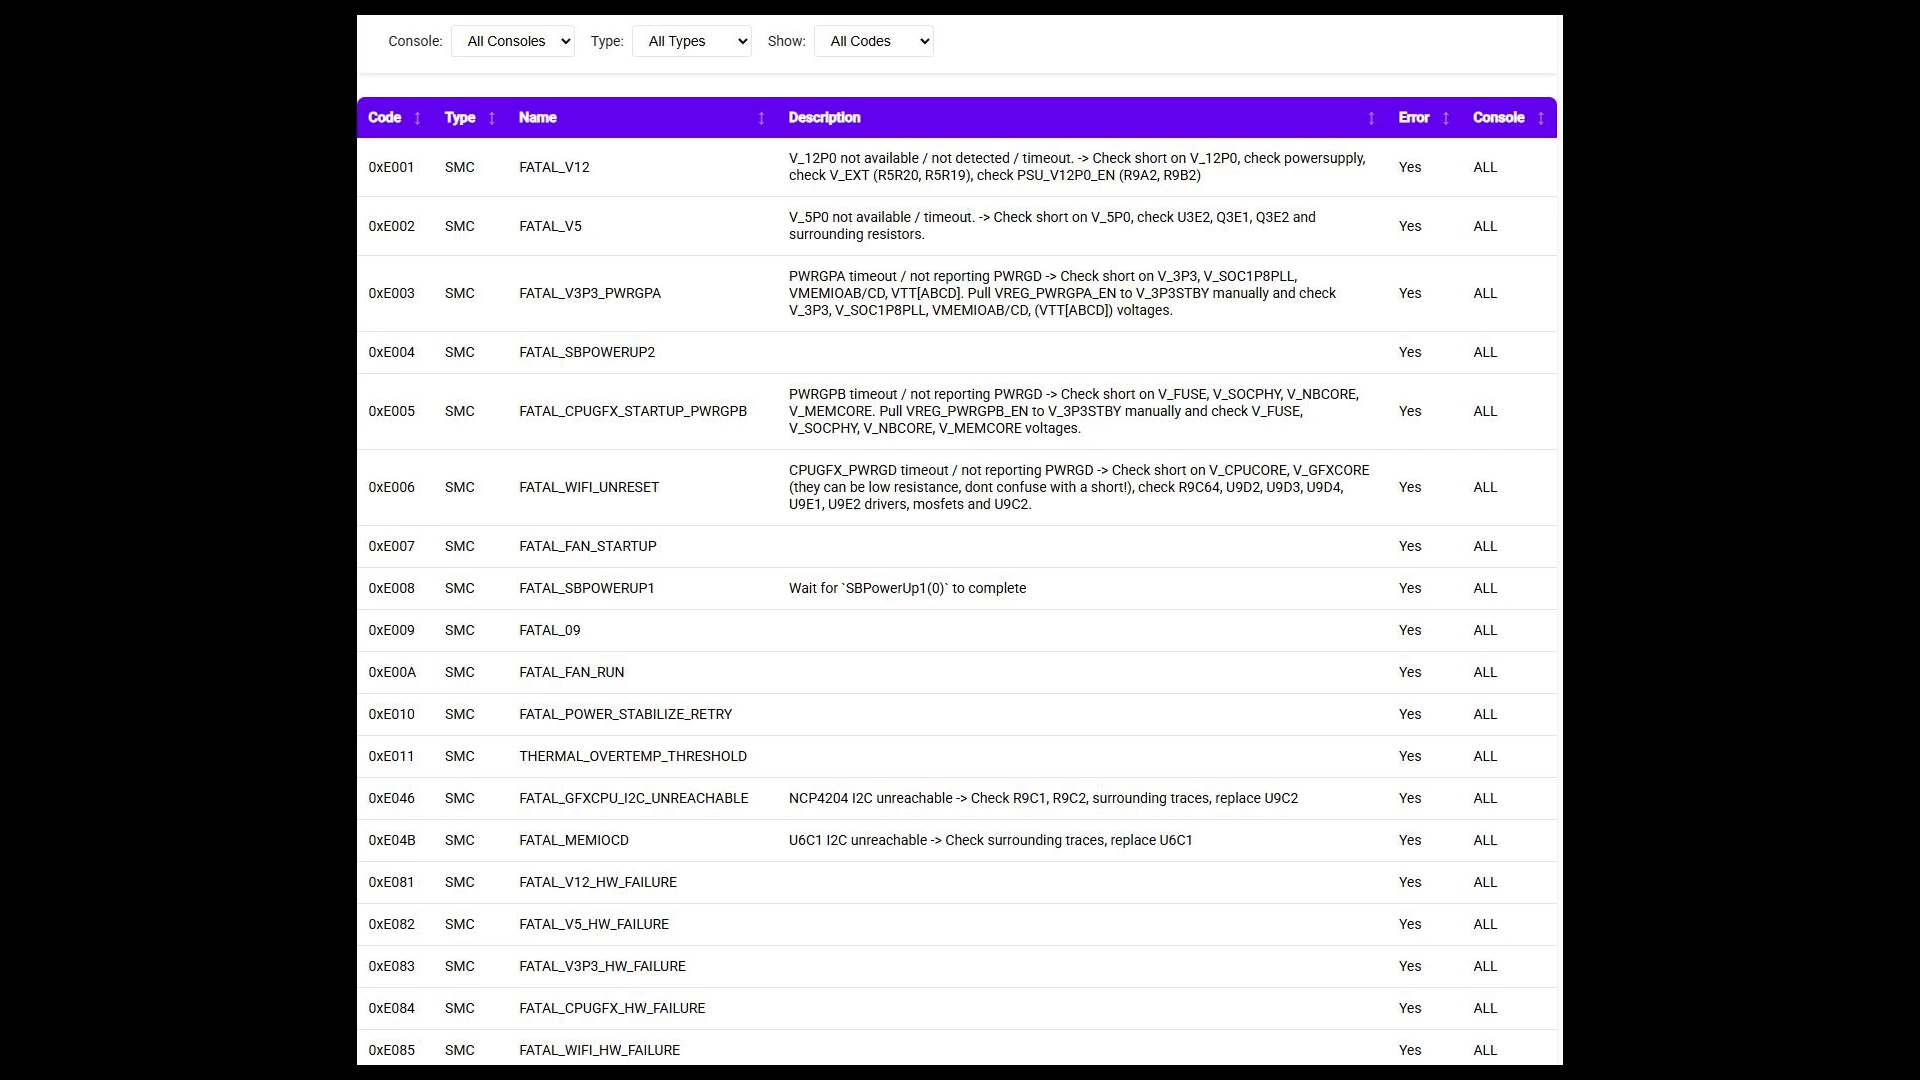 Console: All Consoles Type: All Types Show: All Codes
Code Type Name Description Error Console
0xE001 SMC FATAL_V12 V_12P0 not available / not detected / timeout. -> Check short on V_12P0, check powersupply, check V_EXT (R5R20, R5R19), check PSU_V12P0_EN (R9A2, R9B2) Yes ALL
0xE002 SMC FATAL_V5 V_5P0 not available / timeout. -> Check short on V_5P0, check U3E2, Q3E1, Q3E2 and surrounding resistors. Yes ALL
0xE003 SMC FATAL_V3P3_PWRGPA PWRGPA timeout / not reporting PWRGD -> Check short on V_3P3, V_SOC1P8PLL, VMEMIOAB/CD, VTT[ABCD]. Pull VREG_PWRGPA_EN to V_3P3STBY manually and check V_3P3, V_SOC1P8PLL, VMEMIOAB/CD, (VTT[ABCD]) voltages. Yes ALL
0xE004 SMC FATAL_SBPOWERUP2 Yes ALL
0xE005 SMC FATAL_CPUGFX_STARTUP_PWRGPB PWRGPB timeout / not reporting PWRGD -> Check short on V_FUSE, V_SOCPHY, V_NBCORE, V_MEMCORE. Pull VREG_PWRGPB_EN to V_3P3STBY manually and check V_FUSE, V_SOCPHY, V_NBCORE, V_MEMCORE voltages. Yes ALL
0xE006 SMC FATAL_WIFI_UNRESET CPUGFX_PWRGD timeout / not reporting PWRGD -> Check short on V_CPUCORE, V_GFXCORE (they can be low resistance, dont confuse with a short!), check R9C64, U9D2, U9D3, U9D4, U9E1, U9E2 drivers, mosfets and U9C2. Yes ALL
0xE007 SMC FATAL_FAN_STARTUP Yes ALL
0xE008 SMC FATAL_SBPOWERUP1 Wait for `SBPowerUp1(0)` to complete Yes ALL
0xE009 SMC FATAL_09 Yes ALL
0xE00A SMC FATAL_FAN_RUN Yes ALL
0xE010 SMC FATAL_POWER_STABILIZE_RETRY Yes ALL
0xE011 SMC THERMAL_OVERTEMP_THRESHOLD Yes ALL
0xE046 SMC FATAL_GFXCPU_I2C_UNREACHABLE NCP4204 I2C unreachable -> Check R9C1, R9C2, surrounding traces, replace U9C2 Yes ALL
0xE04B SMC FATAL_MEMIOCD U6C1 I2C unreachable -> Check surrounding traces, replace U6C1 Yes ALL
0xE081 SMC FATAL_V12_HW_FAILURE Yes ALL
0xE082 SMC FATAL_V5_HW_FAILURE Yes ALL
0xE083 SMC FATAL_V3P3_HW_FAILURE Yes ALL
0xE084 SMC FATAL_CPUGFX_HW_FAILURE Yes ALL
0xE085 SMC FATAL_WIFI_HW_FAILURE Yes ALL